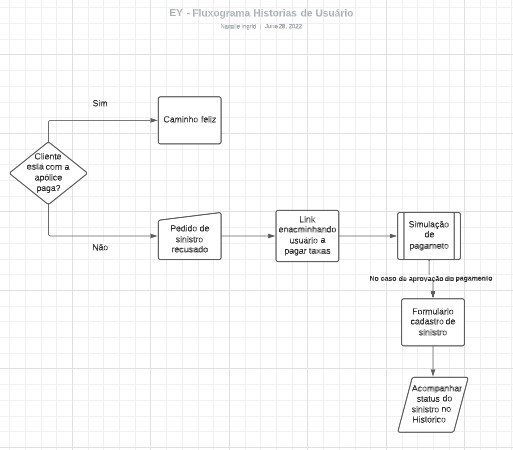 EY - Fluxograma Historias de Usuário
Natalie Ingrid | June 28, 2022
Sim
Caminho feliz
Cliente
esta com a
apólice
paga?
Não
Pedido de
sinistro
recusado
Link
enacminhando
usuário a
pagar taxas
Simulação
de
pagameto
No caso de aprovação do pagamento
Formulario
cadastro de
sinistro
Acompanhar
status do
sinistro no
Histórico